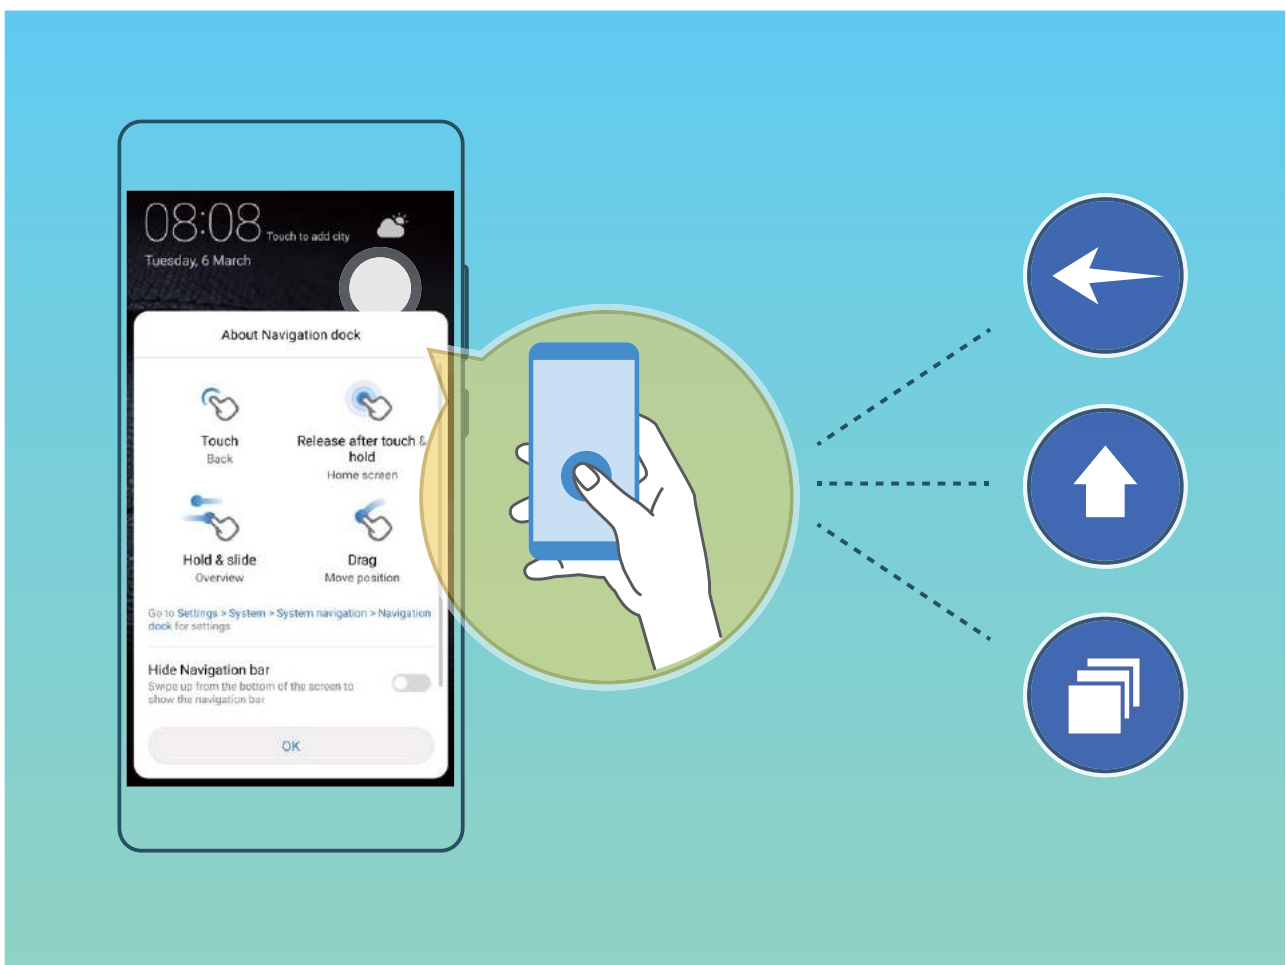 08:08
Touch to add city
Tuesday, 6 March
About Navigation dock
Touch
Back
Release after touch &
hold
Home screen
Hold & slide
Overview
Drag
Move position
Go to Settings > System > System navigation > Navigation
dock for settings
Hide Navigation bar
Swipe up from the bottom of the screen to
show the navigation bar
OK